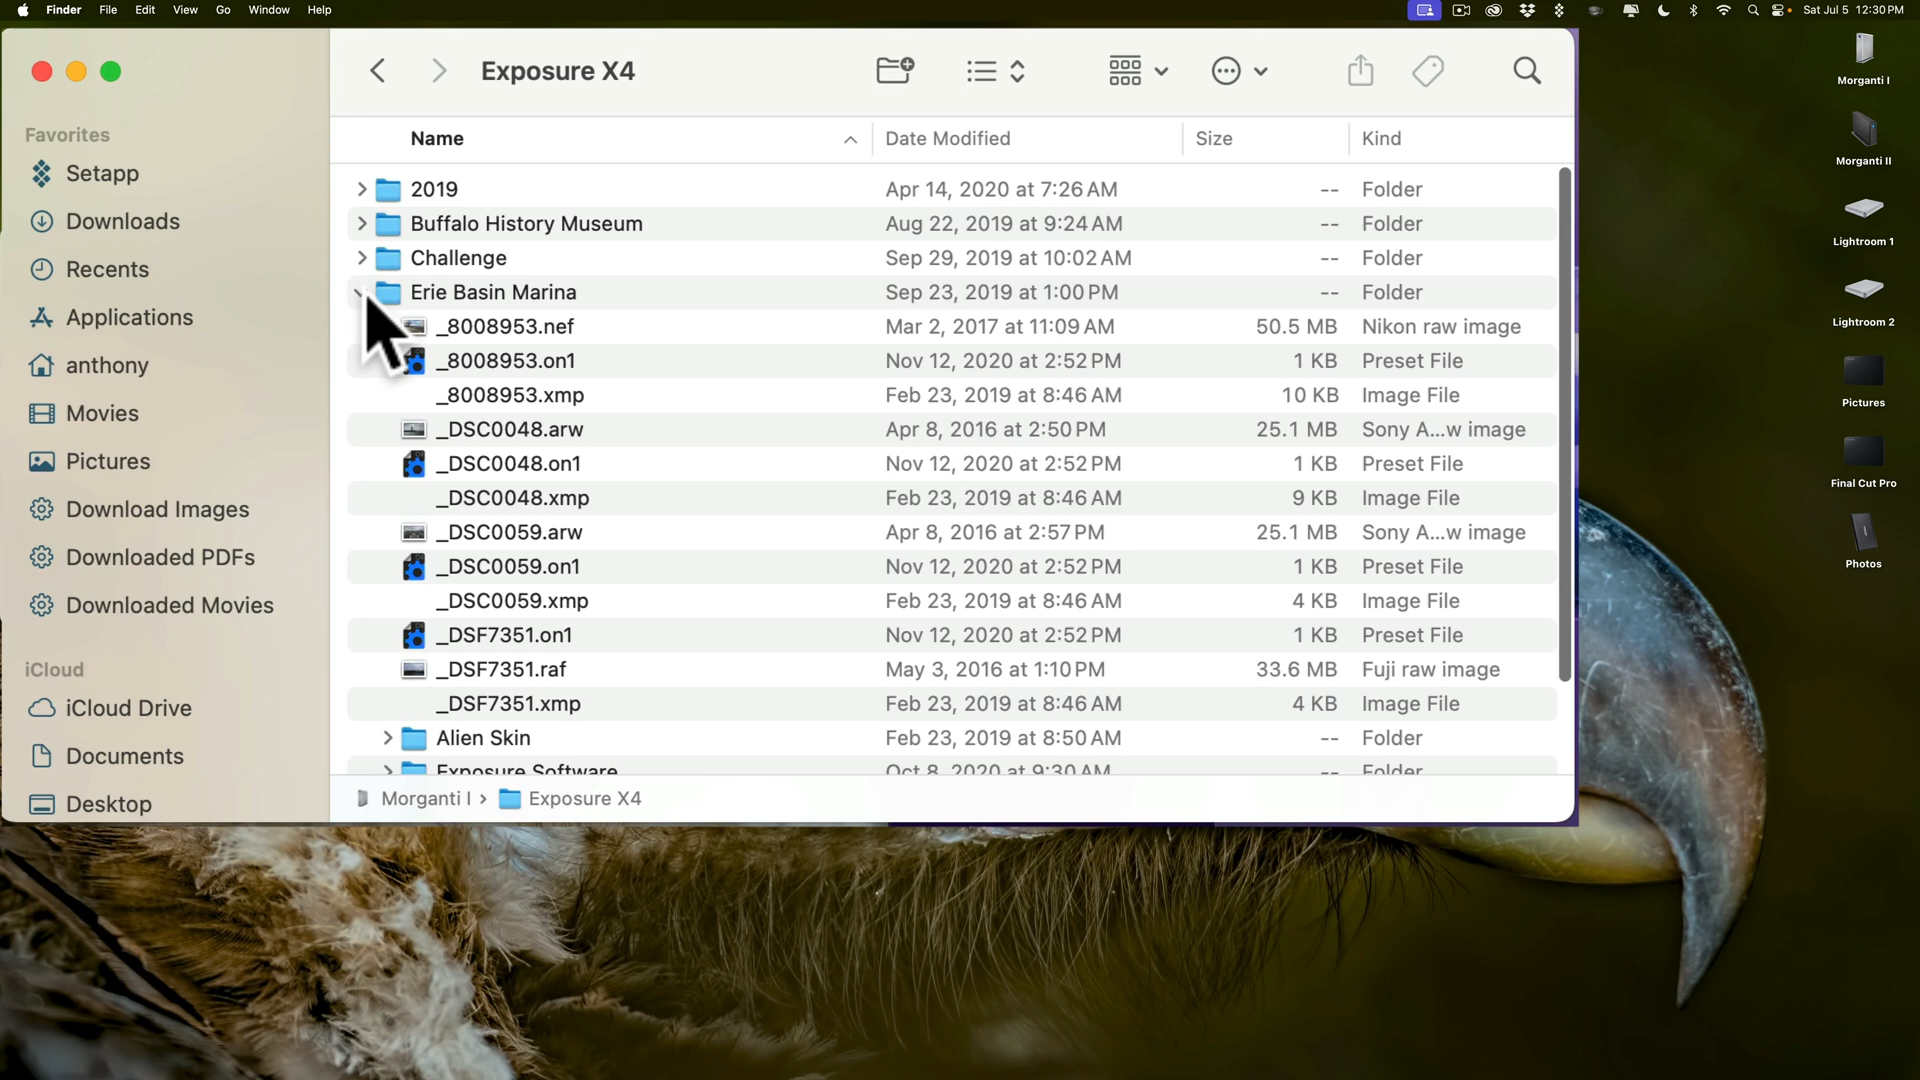 Finder File Edit View Go Window Help
Sat Jul 5 12:30 PM
Exposure X4
Favorites
Setapp
Downloads
Recents
Applications
anthony
Movies
Pictures
Download Images
Downloaded PDFs
Downloaded Movies
iCloud
iCloud Drive
Documents
Desktop
Name Date Modified Size Kind
2019 Apr 14, 2020 at 7:26 AM -- Folder
Buffalo History Museum Aug 22, 2019 at 9:24 AM -- Folder
Challenge Sep 29, 2019 at 10:02 AM -- Folder
Erie Basin Marina Sep 23, 2019 at 1:00 PM -- Folder
_8008953.nef Mar 2, 2017 at 11:09 AM 50.5 MB Nikon raw image
_8008953.on1 Nov 12, 2020 at 2:52 PM 1 KB Preset File
_8008953.xmp Feb 23, 2019 at 8:46 AM 10 KB Image File
_DSC0048.arw Apr 8, 2016 at 2:50 PM 25.1 MB Sony A...w image
_DSC0048.on1 Nov 12, 2020 at 2:52 PM 1 KB Preset File
_DSC0048.xmp Feb 23, 2019 at 8:46 AM 9 KB Image File
_DSC0059.arw Apr 8, 2016 at 2:57 PM 25.1 MB Sony A...w image
_DSC0059.on1 Nov 12, 2020 at 2:52 PM 1 KB Preset File
_DSC0059.xmp Feb 23, 2019 at 8:46 AM 4 KB Image File
_DSF7351.on1 Nov 12, 2020 at 2:52 PM 1 KB Preset File
_DSF7351.raf May 3, 2016 at 1:10 PM 33.6 MB Fuji raw image
_DSF7351.xmp Feb 23, 2019 at 8:46 AM 4 KB Image File
Alien Skin Feb 23, 2019 at 8:50 AM -- Folder
Exposure Software Oct 8, 2020 at 9:30 AM -- Folder
Morganti I Exposure X4
Morganti I
Morganti II
Lightroom 1
Lightroom 2
Pictures
Final Cut Pro
Photos